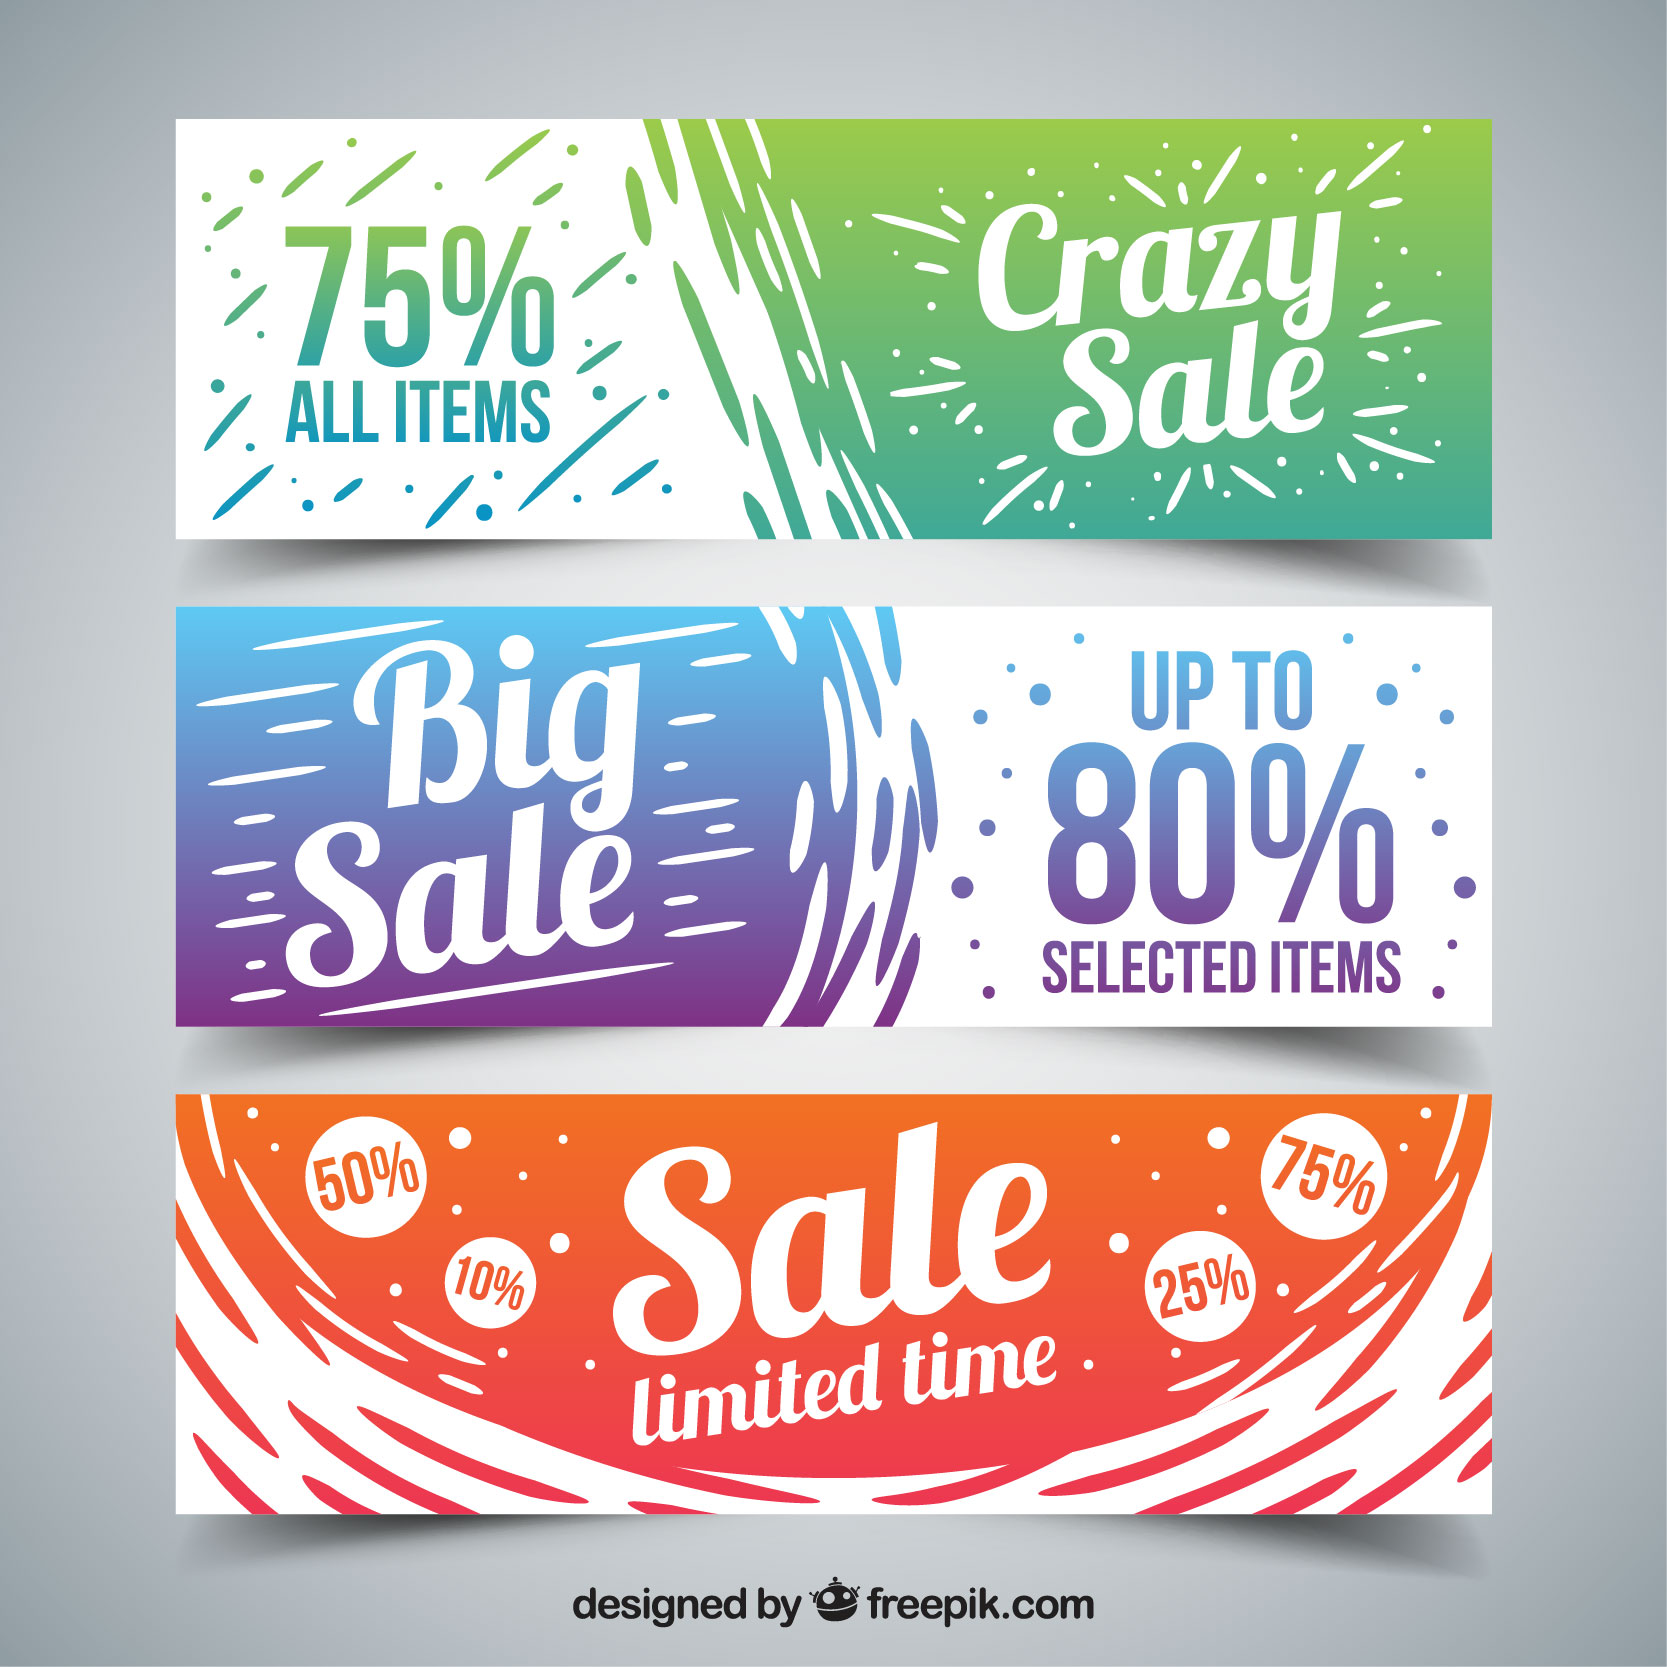 75%
ALL ITEMS
Crazy
Sale
Big
Sale
UP TO
80%
SELECTED ITEMS
50%
10%
Sale
limited time
75%
25%
designed by freepik.com